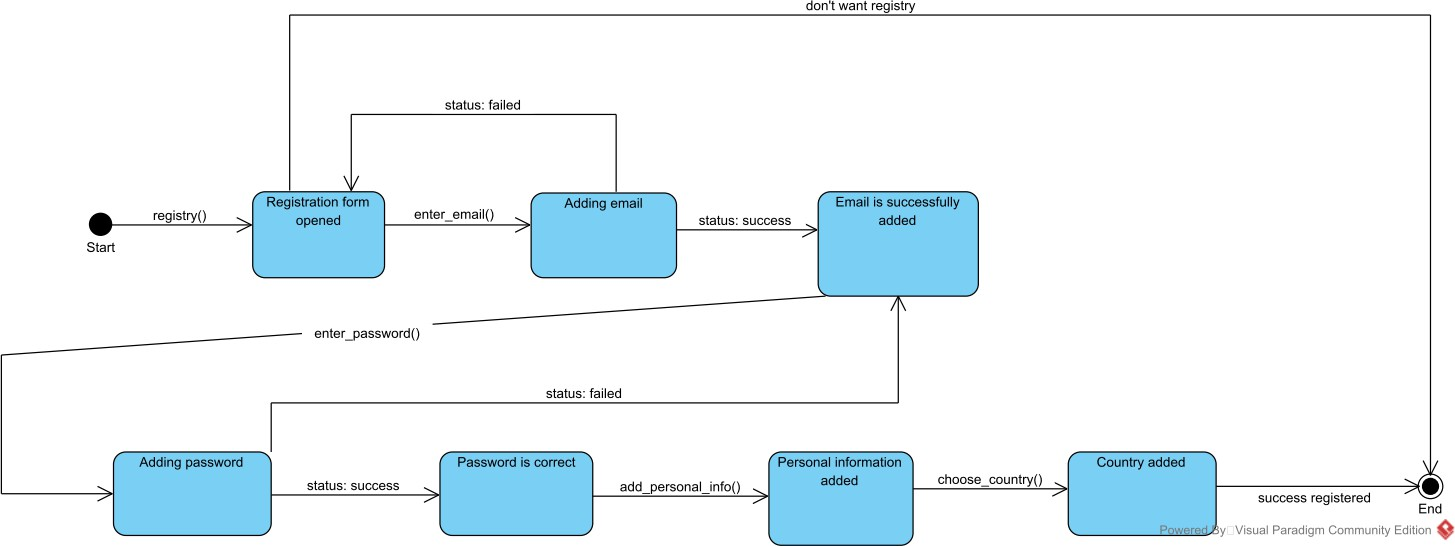 don't want registry
status: failed
Registration form
opened
Adding email
Email is successfully
added
registry()
enter_email()
status: success
Start
enter_password()
status: failed
Adding password
Password is correct
Personal information
added
Country added
status: success
add_personal_info()
choose_country()
success registered
End
Powered By Visual Paradigm Community Edition